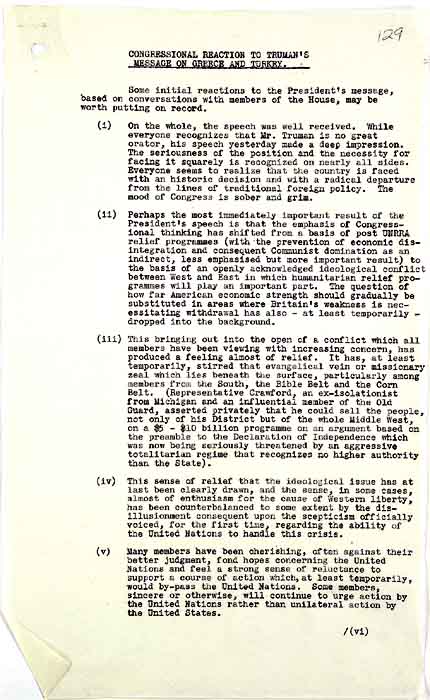 129
CONGRESSIONAL REACTION TO TRUMAN'S
MESSAGE ON GREECE AND TURKEY.
Some initial reactions to the President's message,
based on conversations with members of the House, may be
worth putting on record.
(i) On the whole, the speech was well received. While
everyone recognizes that Mr. Truman is no great
orator, his speech yesterday made a deep impression.
The seriousness of the position and the necessity for
facing it squarely is recognized on nearly all sides.
Everyone seems to realize that the country is faced
with an historic decision and with a radical departure
from the lines of traditional foreign policy. The
mood of Congress is sober and grim.
(ii) Perhaps the most immediately important result of the
President's speech is that the emphasis of Congress-
ional thinking has shifted from a basis of post UNRRA
relief programmes (with the prevention of economic dis-
integration and consequent Communist domination as an
indirect, less emphasised but more important result) to
the basis of an openly acknowledged ideological conflict
between West and East in which humanitarian relief pro-
grammes will play an important part. The question of
how far American economic strength should gradually be
substituted in areas where Britain's weakness is nec-
essitating withdrawal has also - at least temporarily -
dropped into the background.
(iii) This bringing out into the open of a conflict which all
members have been viewing with increasing concern, has
produced a feeling almost of relief. It has, at least
temporarily, stirred that evangelical vein or missionary
zeal which lies beneath the surface, particularly among
members from the South, the Bible Belt and the Corn
Belt. (Representative Crawford, an ex-isolationist
from Michigan and an influential member of the Old
Guard, asserted privately that he could sell the people,
not only of his District but of the whole Middle West,
on a $5 - $10 billion programme on an argument based on
the preamble to the Declaration of Independence which
was now being seriously threatened by an aggressive
totalitarian regime that recognizes no higher authority
than the State).
(iv) This sense of relief that the ideological issue has at
last been clearly drawn, and the sense, in some cases,
almost of enthusiasm for the cause of Western liberty,
has been counterbalanced to some extent by the dis-
illusionment consequent upon the scepticism officially
voiced, for the first time, regarding the ability of
the United Nations to handle this crisis.
(v) Many members have been cherishing, often against their
better judgment, fond hopes concerning the United
Nations and feel a strong sense of reluctance to
support a course of action which, at least temporarily,
would by-pass the United Nations. Some members,
sincere or otherwise, will continue to urge action by
the United Nations rather than unilateral action by
the United States.
/(vi)